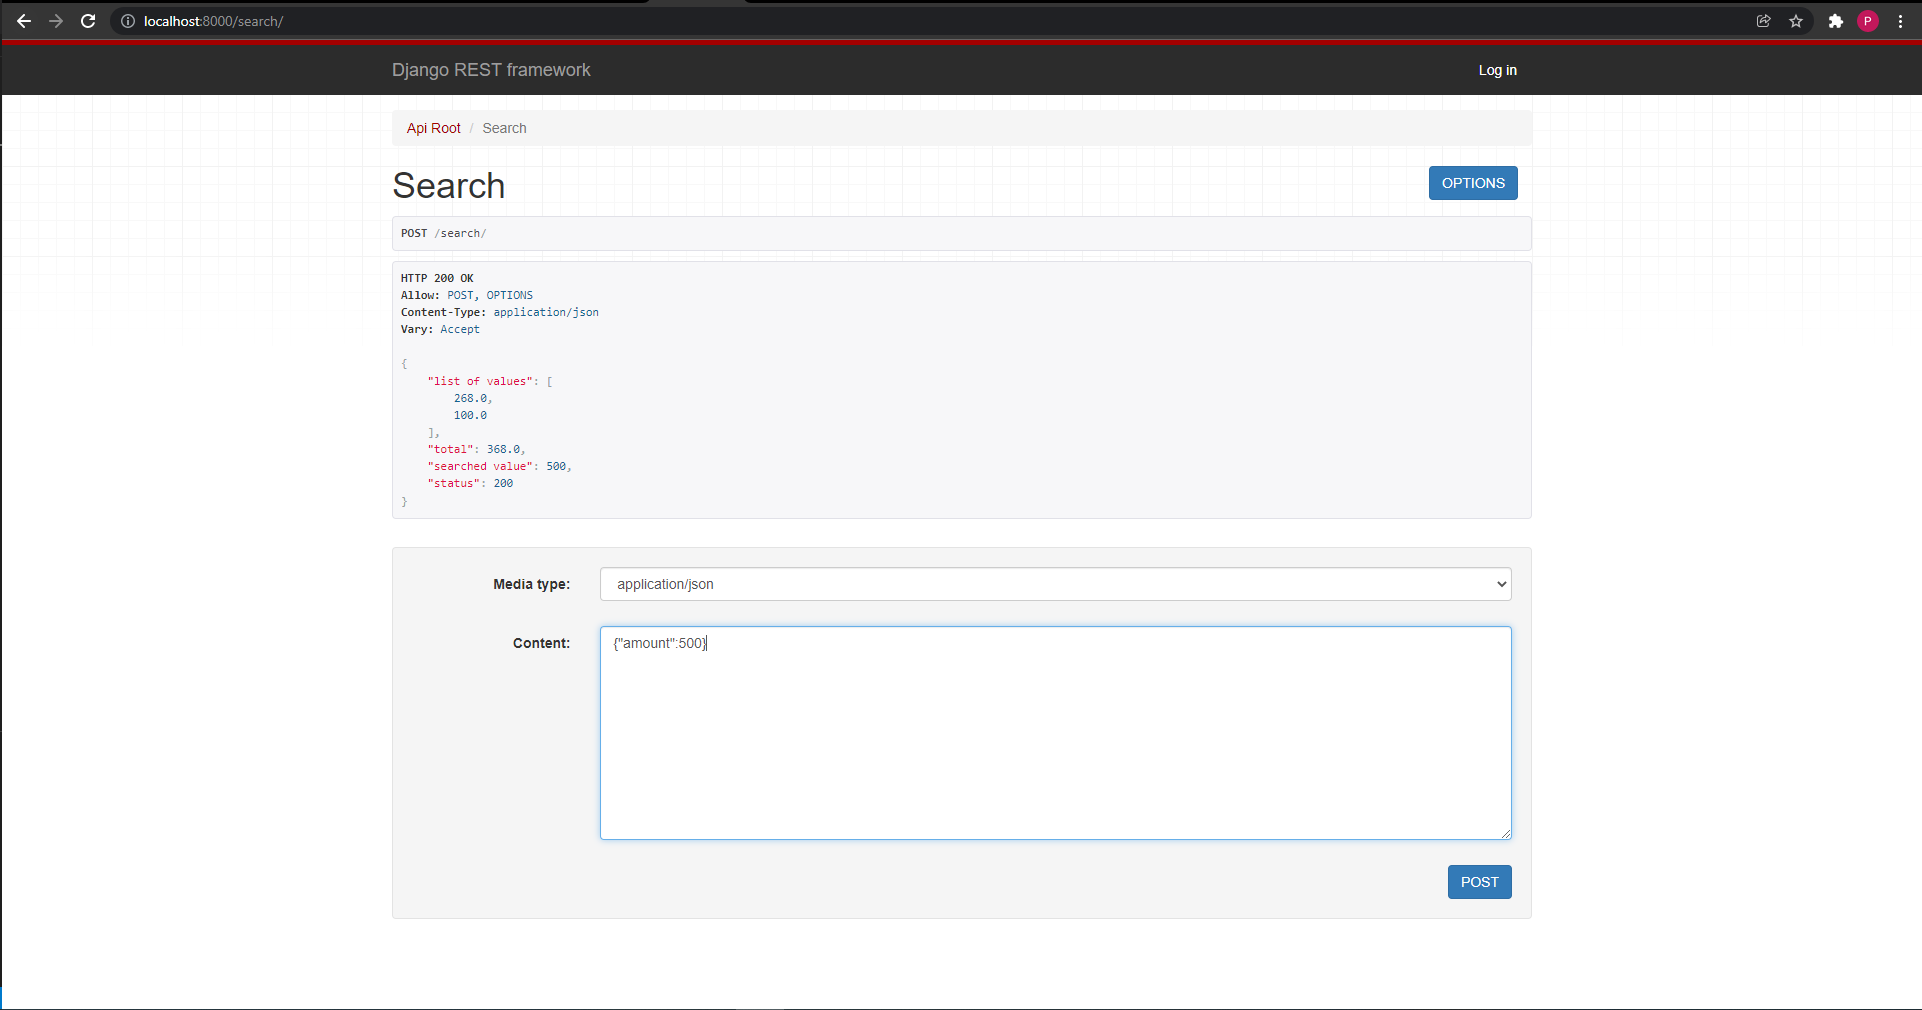 localhost:8000/search/
P
Django REST framework
Log in
Api Root / Search
Search
OPTIONS
POST /search/
HTTP 200 OK
Allow: POST, OPTIONS
Content-Type: application/json
Vary: Accept
{
    "list of values": [
        268.0,
        100.0
    ],
    "total": 368.0,
    "searched value": 500,
    "status": 200
}
Media type:
application/json
Content:
{"amount":500}
POST